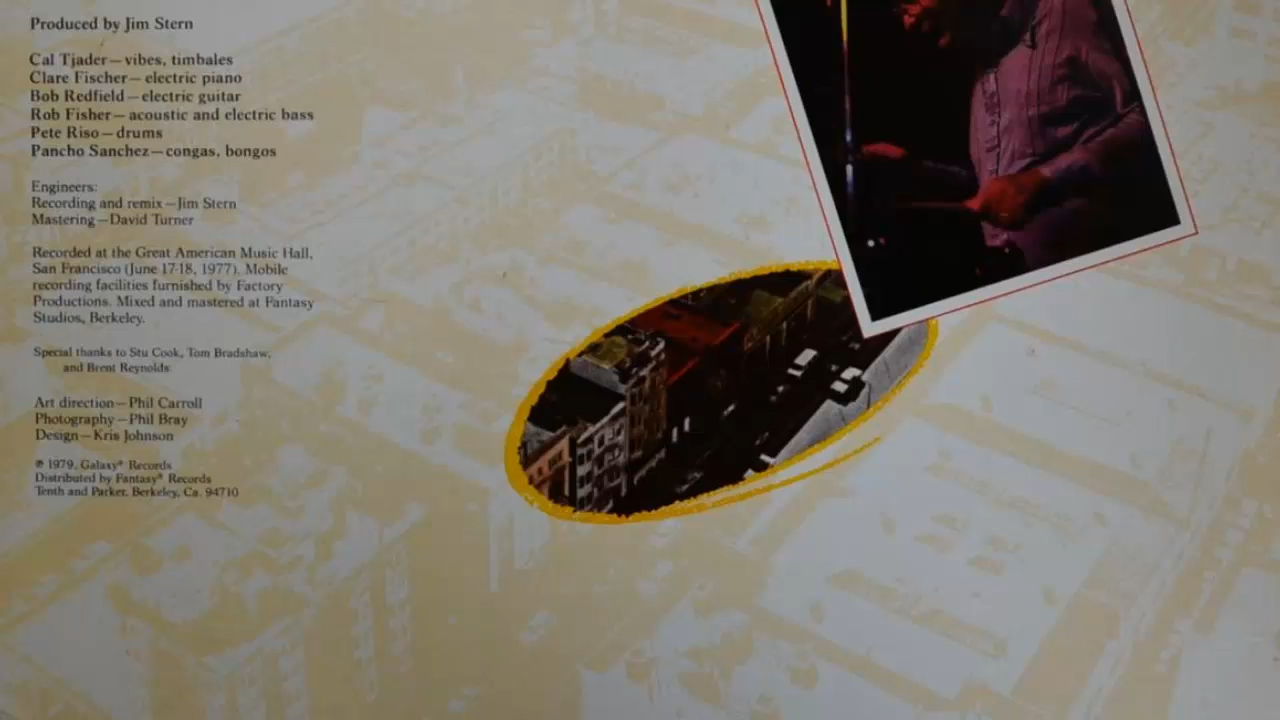 Produced by Jim Stern
Cal Tjader—vibes, timbales
Clare Fischer—electric piano
Bob Redfield—electric guitar
Rob Fisher—acoustic and electric bass
Pete Riso—drums
Pancho Sanchez—congas, bongos
Engineers:
Recording and remix—Jim Stern
Mastering—David Turner
Recorded at the Great American Music Hall,
San Francisco (June 17-18, 1977). Mobile
recording facilities furnished by Factory
Productions. Mixed and mastered at Fantasy
Studios, Berkeley.
Special thanks to Stu Cook, Tom Bradshaw,
and Brent Reynolds
Art direction—Phil Carroll
Photography—Phil Bray
Design—Kris Johnson
℗ 1979, Galaxy® Records
Distributed by Fantasy® Records
Tenth and Parker, Berkeley, Ca. 94710